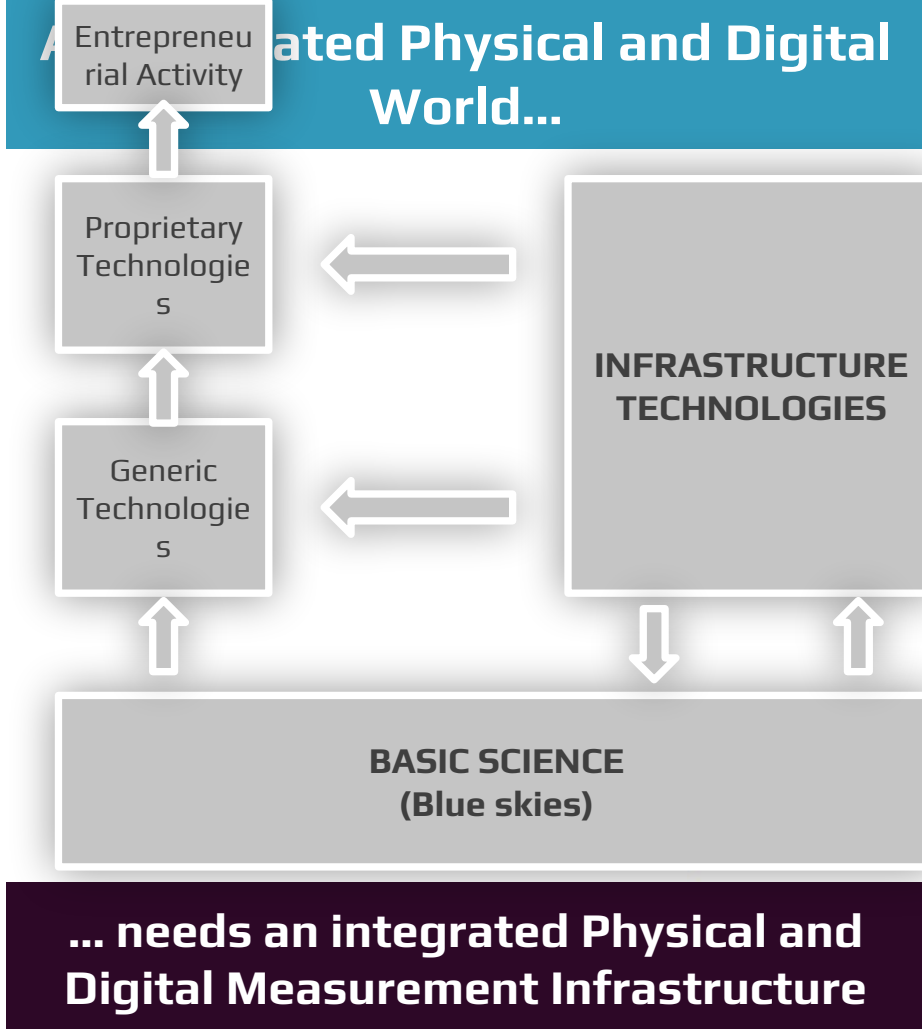 Entrepreneu
rial Activity
A
ated Physical and Digital
World...
Proprietary
Technologie
s
INFRASTRUCTURE
TECHNOLOGIES
Generic
Technologie
s
BASIC SCIENCE
(Blue skies)
... needs an integrated Physical and
Digital Measurement Infrastructure